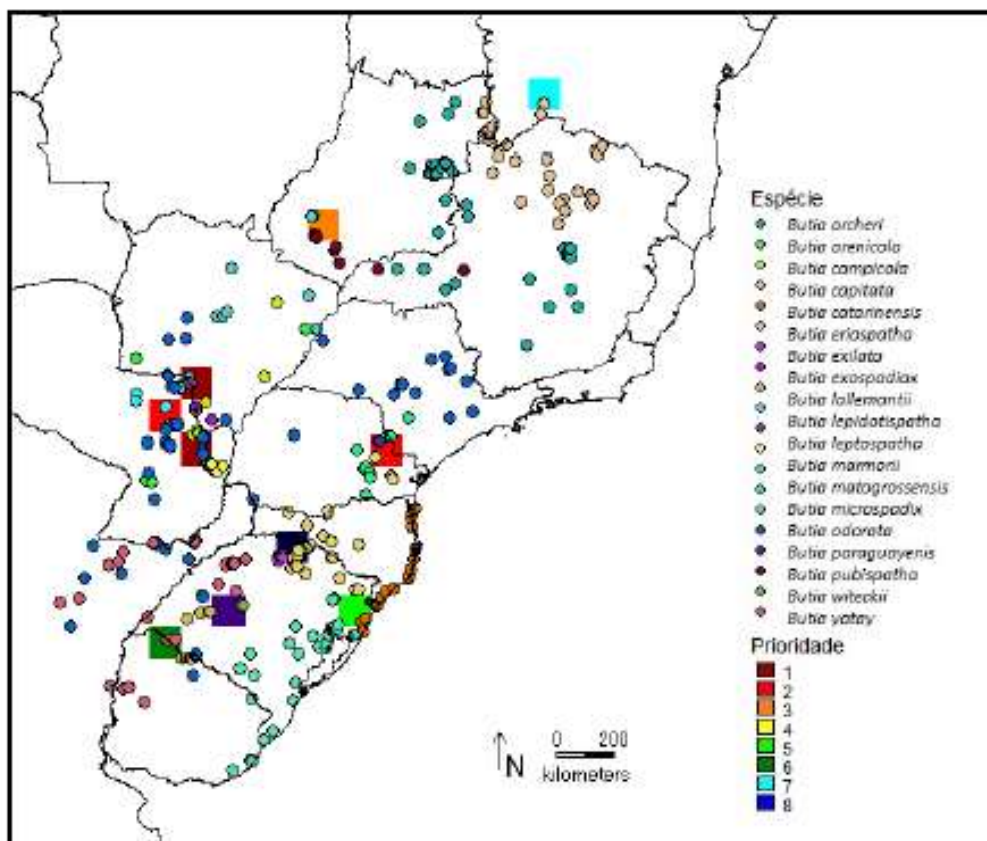 Espécie
Butia archeri
Butia arenicola
Butia campicola
Butia capitata
Butia catarinensis
Butia eriospatha
Butia exilata
Butia exospadix
Butia lallemantii
Butia lepidotispatha
Butia leptospatha
Butia marmorii
Butia matogrossensis
Butia microspadix
Butia odorata
Butia paraguayenis
Butia pubispatha
Butia witeckii
Butia yatay
Prioridade
1
2
3
4
5
6
7
8
0 200
N
kilometers